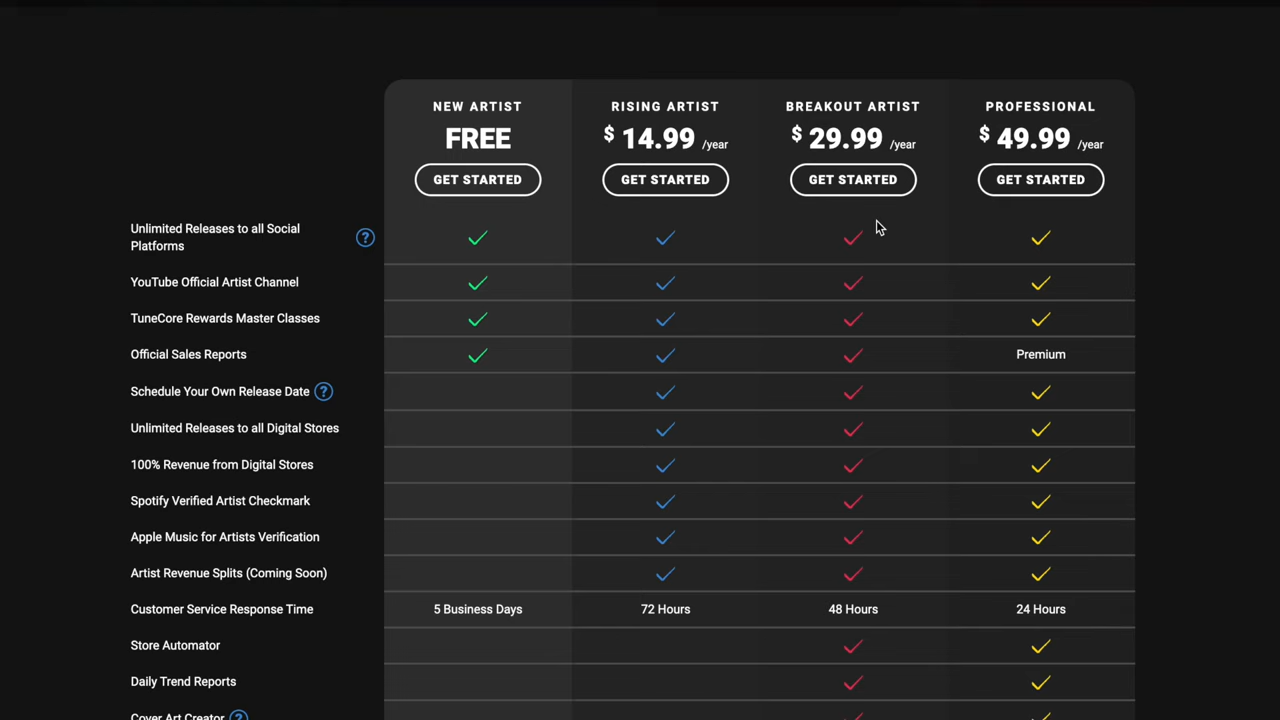 NEW ARTIST RISING ARTIST BREAKOUT ARTIST PROFESSIONAL
FREE $ 14.99 /year $ 29.99 /year $ 49.99 /year
GET STARTED GET STARTED GET STARTED GET STARTED
Unlimited Releases to all Social
Platforms ?
YouTube Official Artist Channel
TuneCore Rewards Master Classes
Official Sales Reports Premium
Schedule Your Own Release Date ?
Unlimited Releases to all Digital Stores
100% Revenue from Digital Stores
Spotify Verified Artist Checkmark
Apple Music for Artists Verification
Artist Revenue Splits (Coming Soon)
Customer Service Response Time 5 Business Days 72 Hours 48 Hours 24 Hours
Store Automator
Daily Trend Reports
Cover Art Creator ?